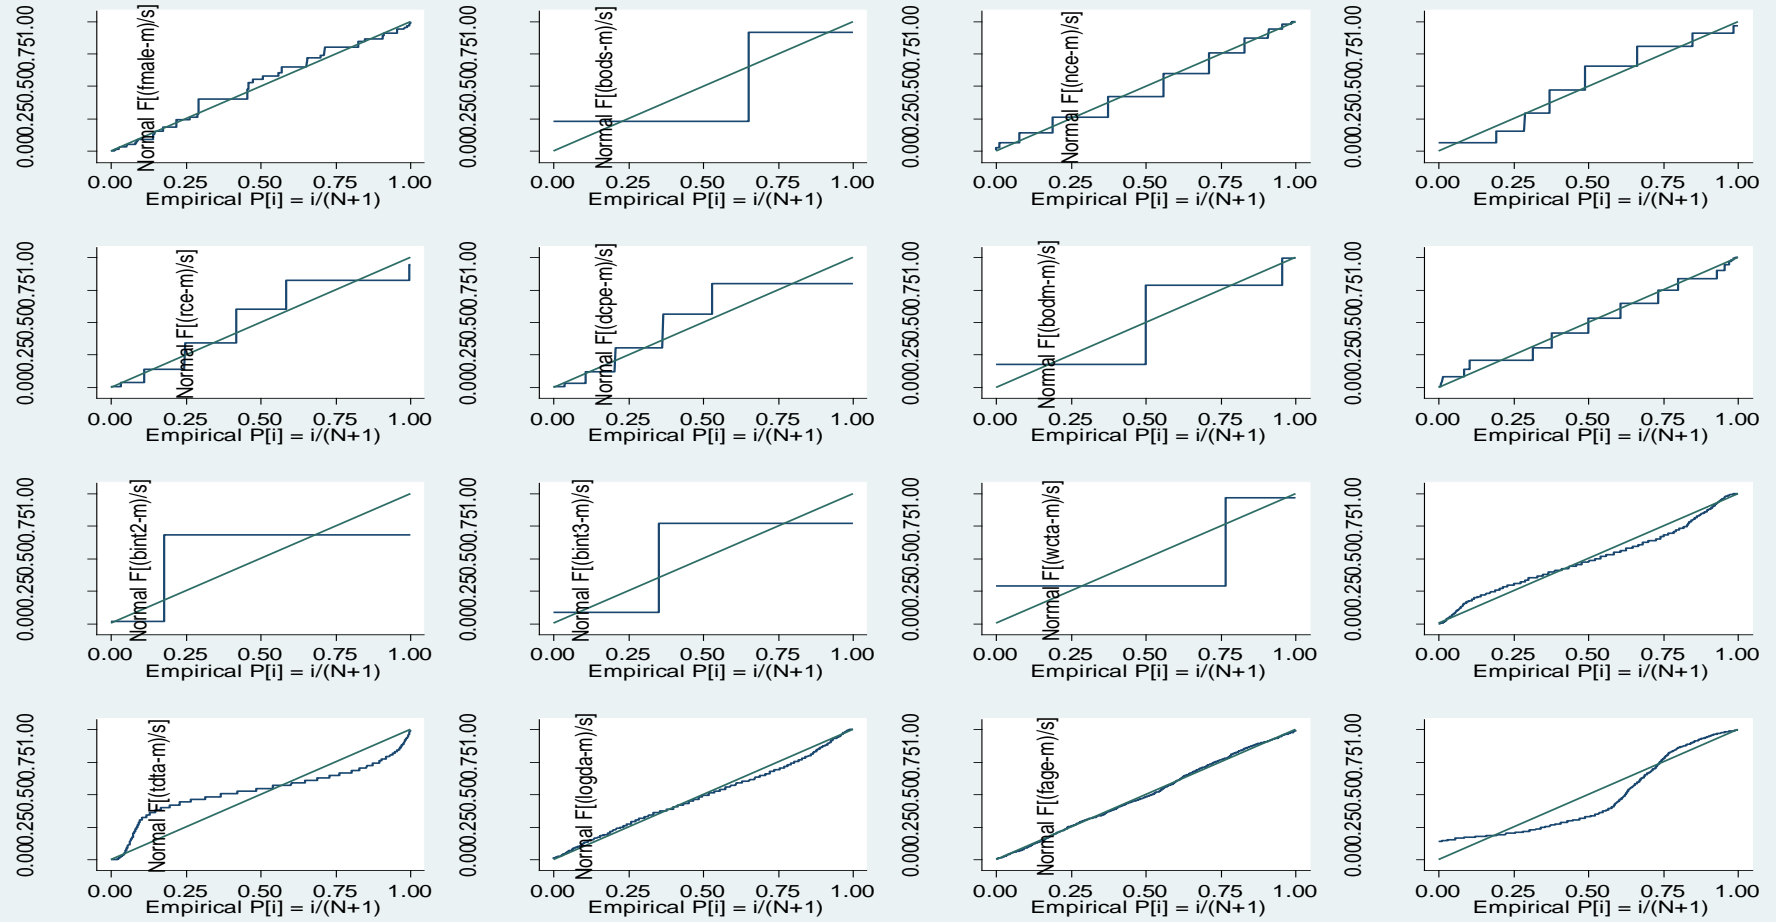 0.000.250.500.751.00
Normal F[(fmale-m)/s]
0.00 0.25 0.50 0.75 1.00
Empirical P[i] = i/(N+1)
0.000.250.500.751.00
Normal F[(bods-m)/s]
0.00 0.25 0.50 0.75 1.00
Empirical P[i] = i/(N+1)
0.000.250.500.751.00
Normal F[(nce-m)/s]
0.00 0.25 0.50 0.75 1.00
Empirical P[i] = i/(N+1)
0.000.250.500.751.00
0.00 0.25 0.50 0.75 1.00
Empirical P[i] = i/(N+1)
0.000.250.500.751.00
Normal F[(rce-m)/s]
0.00 0.25 0.50 0.75 1.00
Empirical P[i] = i/(N+1)
0.000.250.500.751.00
Normal F[(dcpe-m)/s]
0.00 0.25 0.50 0.75 1.00
Empirical P[i] = i/(N+1)
0.000.250.500.751.00
Normal F[(bodm-m)/s]
0.00 0.25 0.50 0.75 1.00
Empirical P[i] = i/(N+1)
0.000.250.500.751.00
0.00 0.25 0.50 0.75 1.00
Empirical P[i] = i/(N+1)
0.000.250.500.751.00
Normal F[(bint2-m)/s]
0.00 0.25 0.50 0.75 1.00
Empirical P[i] = i/(N+1)
0.000.250.500.751.00
Normal F[(bint3-m)/s]
0.00 0.25 0.50 0.75 1.00
Empirical P[i] = i/(N+1)
0.000.250.500.751.00
Normal F[(wcta-m)/s]
0.00 0.25 0.50 0.75 1.00
Empirical P[i] = i/(N+1)
0.000.250.500.751.00
0.00 0.25 0.50 0.75 1.00
Empirical P[i] = i/(N+1)
0.000.250.500.751.00
Normal F[(tdta-m)/s]
0.00 0.25 0.50 0.75 1.00
Empirical P[i] = i/(N+1)
0.000.250.500.751.00
Normal F[(logda-m)/s]
0.00 0.25 0.50 0.75 1.00
Empirical P[i] = i/(N+1)
0.000.250.500.751.00
Normal F[(fage-m)/s]
0.00 0.25 0.50 0.75 1.00
Empirical P[i] = i/(N+1)
0.000.250.500.751.00
0.00 0.25 0.50 0.75 1.00
Empirical P[i] = i/(N+1)